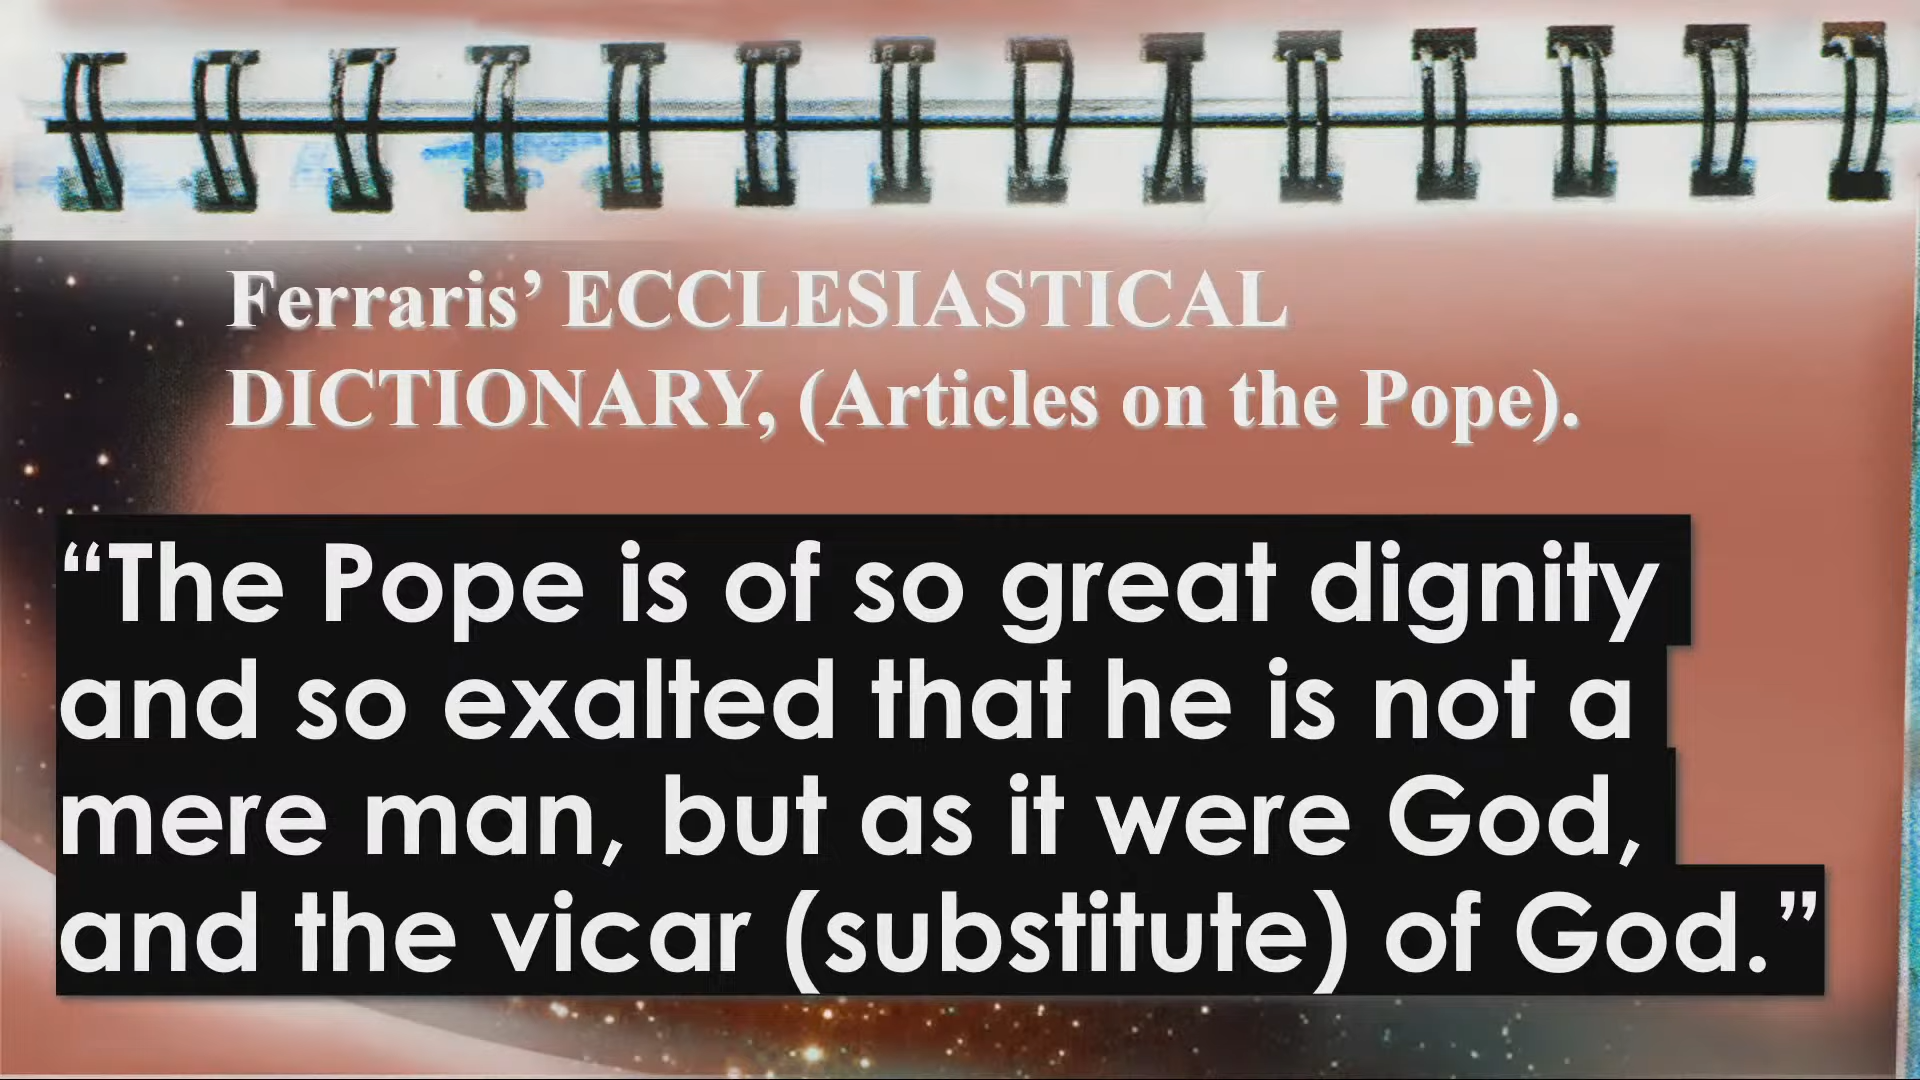 Ferraris’ ECCLESIASTICAL
DICTIONARY, (Articles on the Pope).
“The Pope is of so great dignity
and so exalted that he is not a
mere man, but as it were God,
and the vicar (substitute) of God.”